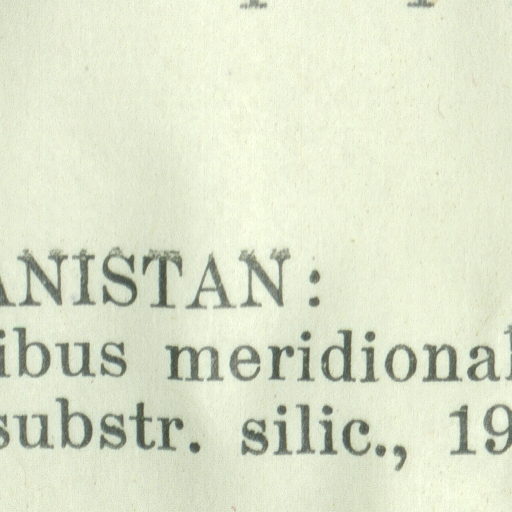 ANISTAN:
ibus meridional
substr. silic., 19